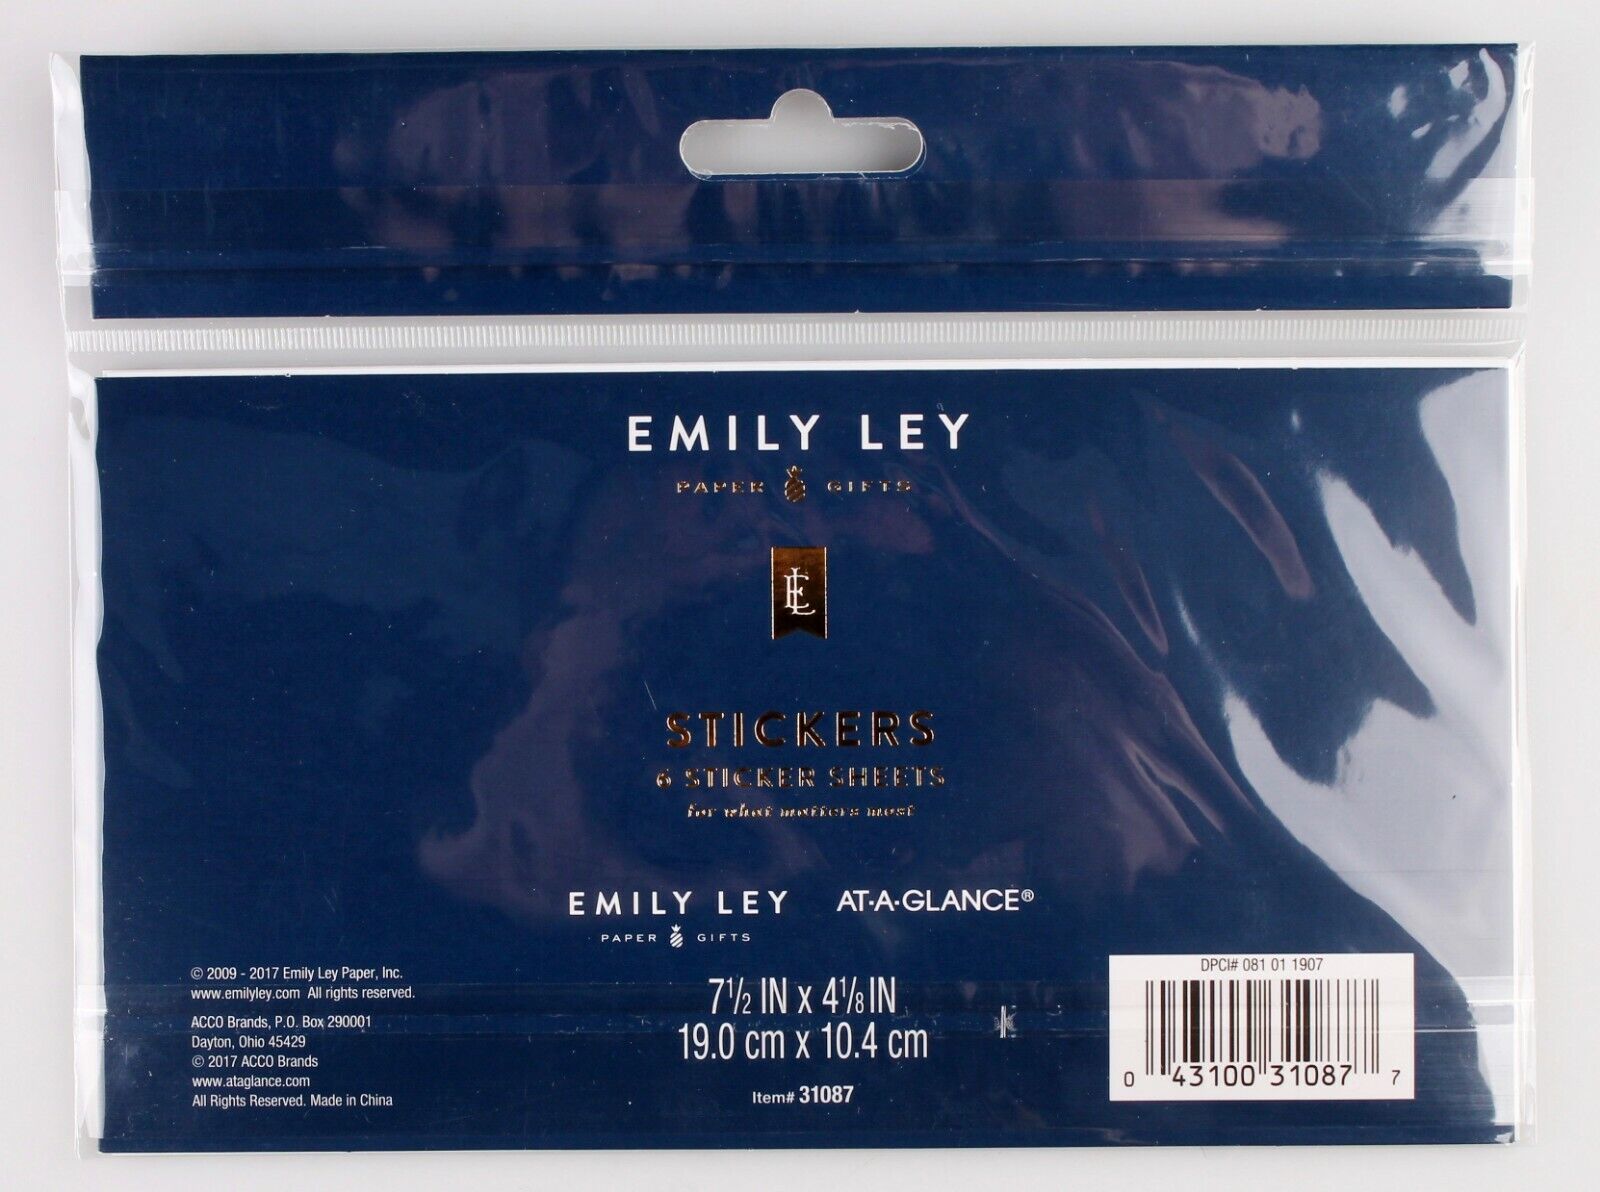 EMILY LEY
PAPER GIFTS
EL
STICKERS
6 STICKER SHEETS
for what matters most
EMILY LEY
PAPER GIFTS
AT-A-GLANCE®
© 2009 - 2017 Emily Ley Paper, Inc.
www.emilyley.com All rights reserved.
ACCO Brands, P.O. Box 290001
Dayton, Ohio 45429
© 2017 ACCO Brands
www.ataglance.com
All Rights Reserved. Made in China
7½ IN x 4⅛ IN
19.0 cm x 10.4 cm
Item# 31087
DPCI# 081 01 1907
0 43100 31087 7